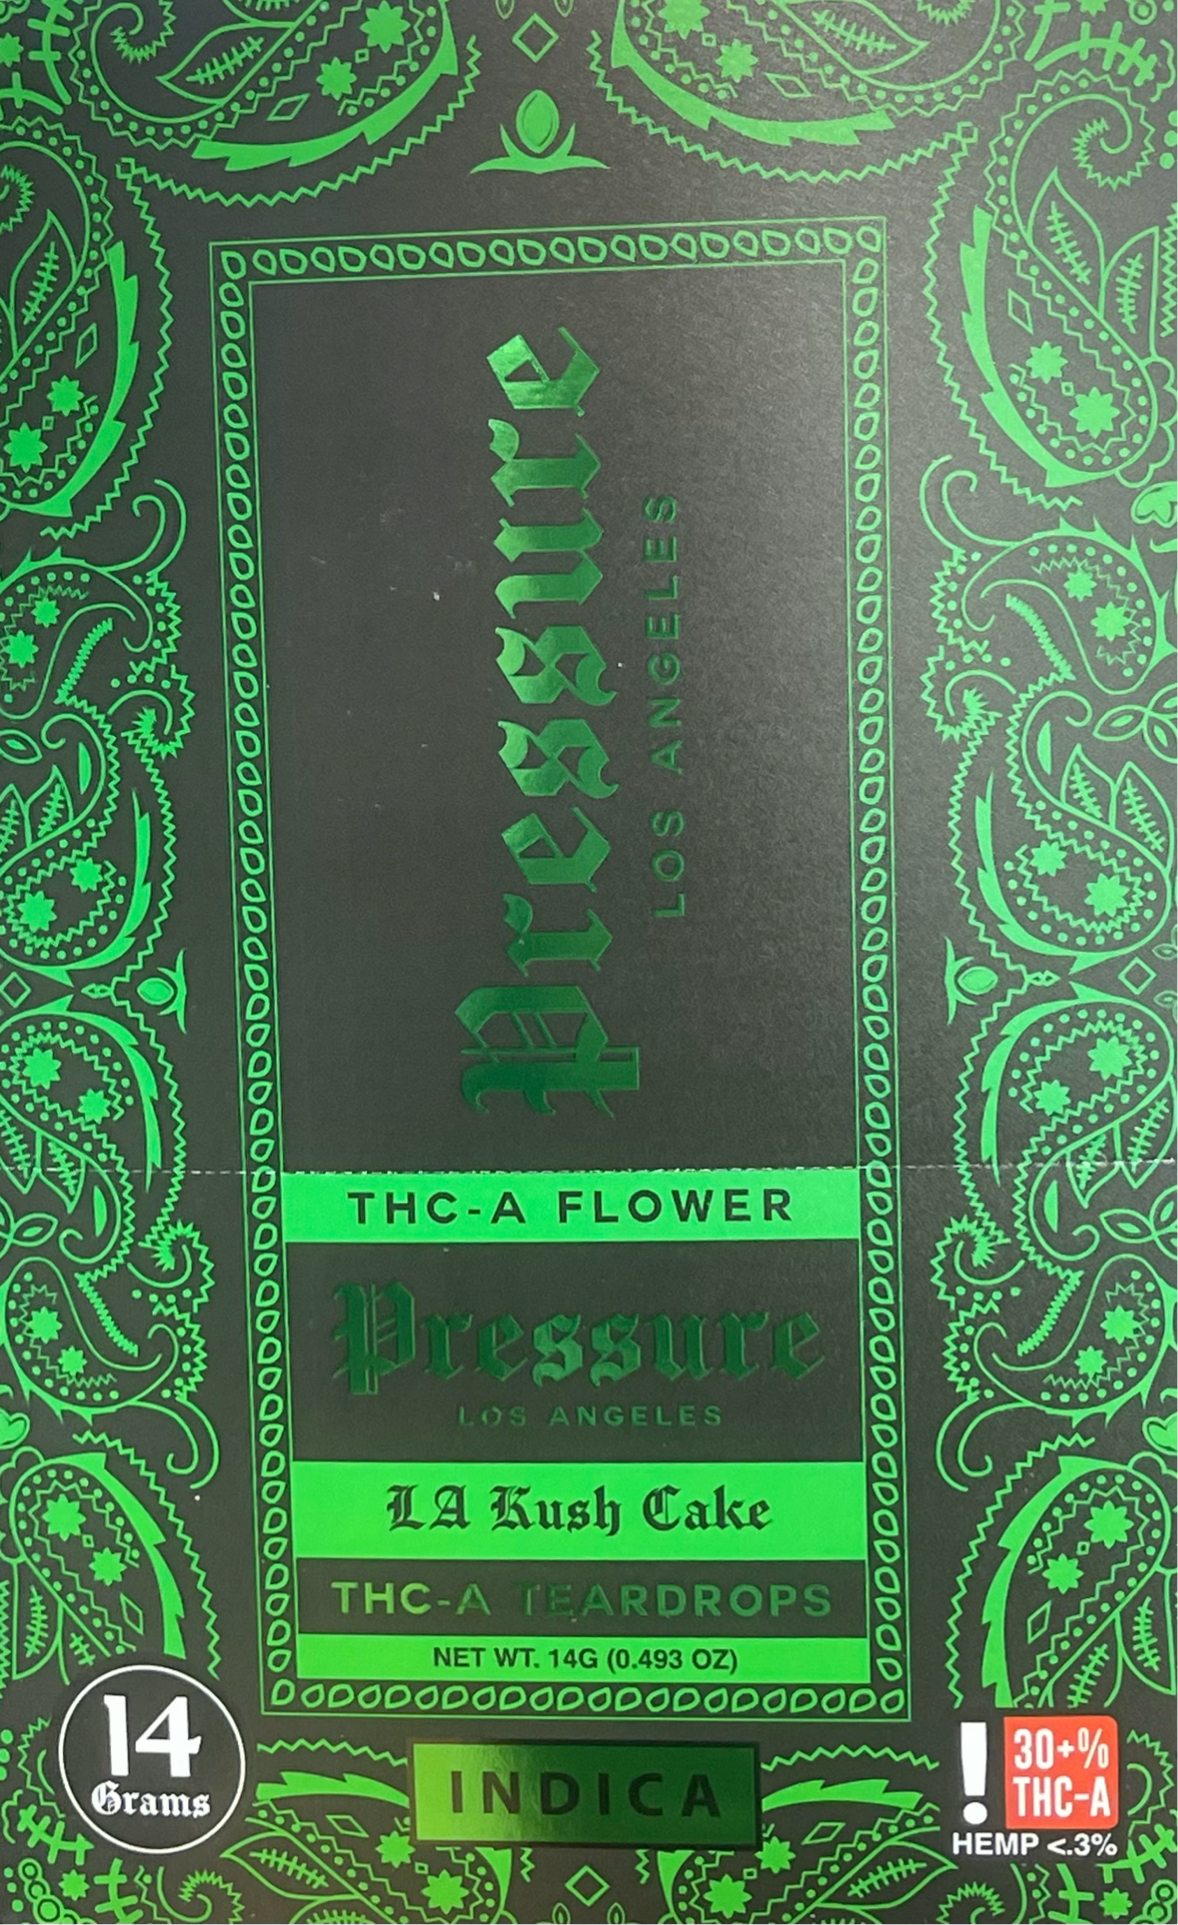 Pressure
LOS ANGELES
THC-A FLOWER
Pressure
LOS ANGELES
LA Kush Cake
THC-A TEARDROPS
NET WT. 14G (0.493 OZ)
14
Grams
INDICA
!
30+%
THC-A
HEMP <.3%